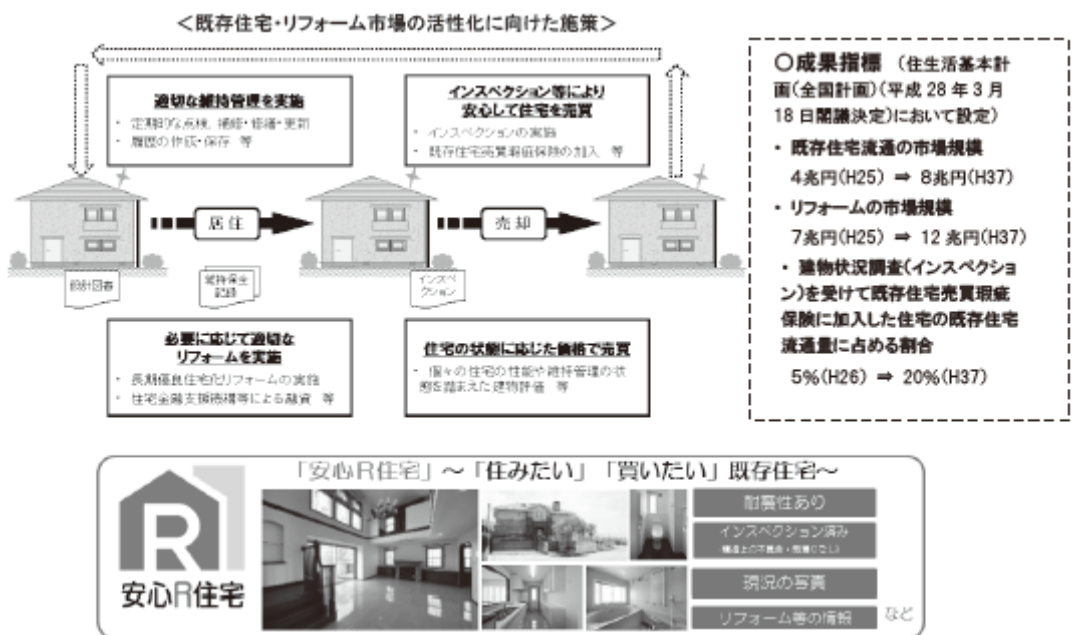 ＜既存住宅・リフォーム市場の活性化に向けた施策＞
適切な維持管理を実施
・ 定期的な点検、補修・修繕・更新
・ 履歴の作成・保存 等
インスペクション等により
安心して住宅を売買
・ インスペクションの実施
・ 既存住宅売買瑕疵保険の加入 等
居住
売却
設計図書
維持保全
記録
インスペ
クション
必要に応じて適切な
リフォームを実施
・ 長期優良住宅化リフォームの実施
・ 住宅金融支援機構等による融資 等
住宅の状態に応じた価格で売買
・ 個々の住宅の性能や維持管理の状
態を踏まえた建物評価 等
〇成果指標 （住生活基本計
画(全国計画)(平成 28 年 3 月
18 日閣議決定)において設定）
・ 既存住宅流通の市場規模
4兆円(H25) ⇒ 8兆円(H37)
・ リフォームの市場規模
7兆円(H25) ⇒ 12 兆円(H37)
・ 建物状況調査(インスペクショ
ン)を受けて既存住宅売買瑕疵
保険に加入した住宅の既存住宅
流通量に占める割合
5%(H26) ⇒ 20%(H37)
「安心R住宅」～「住みたい」「買いたい」既存住宅～
R
安心R住宅
耐震性あり
インスペクション済み
現況の写真
リフォーム等の情報
など